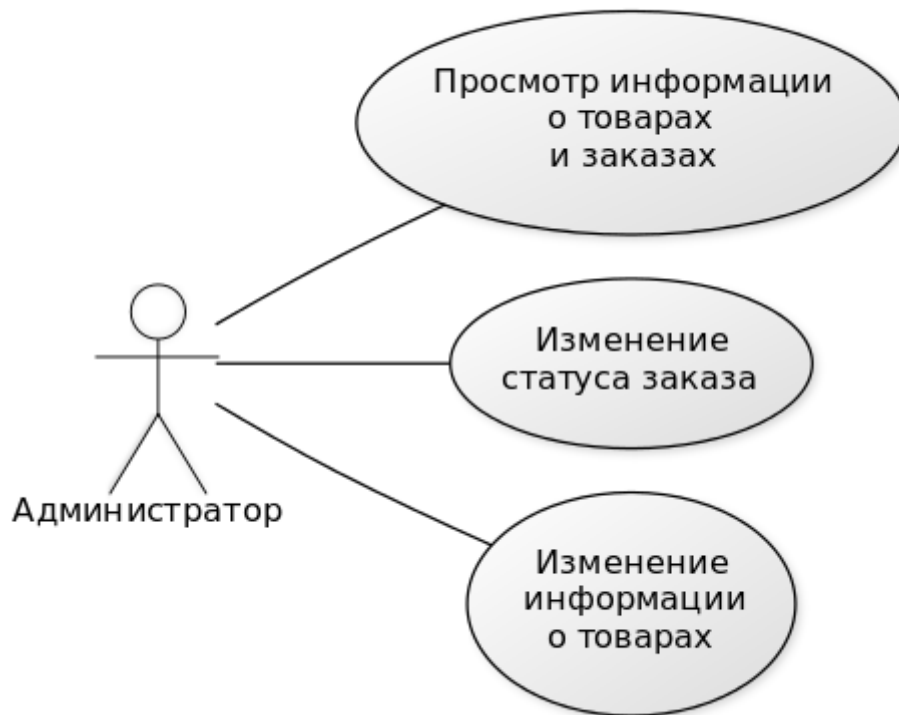 Просмотр информации
о товарах
и заказах
Изменение
статуса заказа
Администратор
Изменение
информации
о товарах